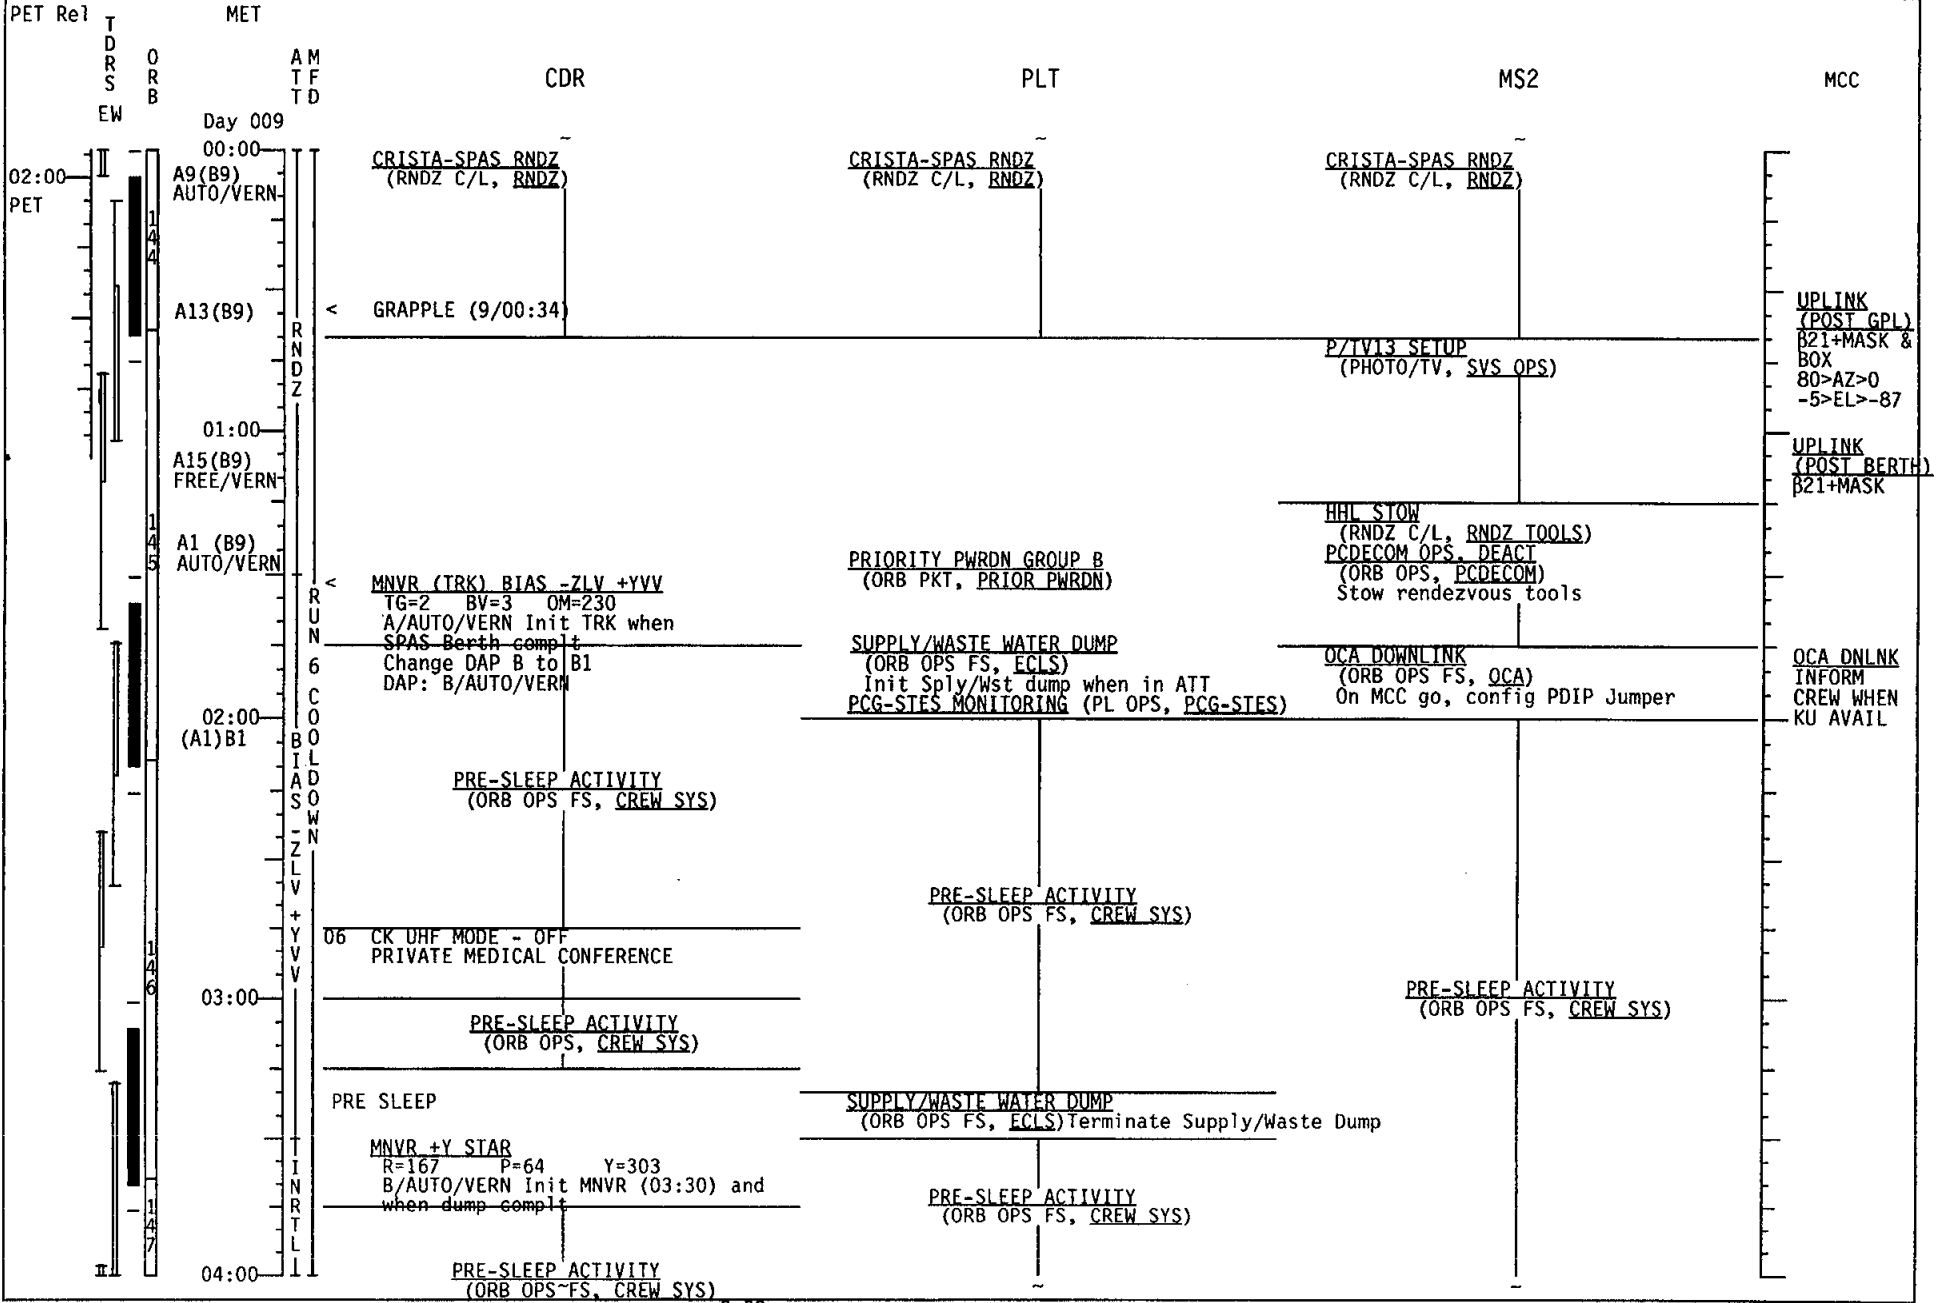 PET Rel
MET
TDRS
EW
ORB
ATT
MFD
CDR
PLT
MS2
MCC
Day 009
00:00
02:00
PET
A9(B9)
AUTO/VERN
CRISTA-SPAS RNDZ
(RNDZ C/L, RNDZ)
CRISTA-SPAS RNDZ
(RNDZ C/L, RNDZ)
CRISTA-SPAS RNDZ
(RNDZ C/L, RNDZ)
144
A13(B9)
< GRAPPLE (9/00:34)
RNDZ
UPLINK
(POST GPL)
β21+MASK &
BOX
80>AZ>0
-5>EL>-87
P/TV13 SETUP
(PHOTO/TV, SVS OPS)
01:00
A15(B9)
FREE/VERN
UPLINK
(POST BERTH)
β21+MASK
145
A1 (B9)
AUTO/VERN
HHL STOW
(RNDZ C/L, RNDZ TOOLS)
PCDECOM OPS, DEACT
(ORB OPS, PCDECOM)
Stow rendezvous tools
PRIORITY PWRDN GROUP B
(ORB PKT, PRIOR PWRDN)
< MNVR (TRK) BIAS -ZLV +YVV
TG=2 BV=3 OM=230
A/AUTO/VERN Init TRK when
SPAS Berth complt
Change DAP B to B1
DAP: B/AUTO/VERN
RUN 6 COOLDOWN
SUPPLY/WASTE WATER DUMP
(ORB OPS FS, ECLS)
Init Sply/Wst dump when in ATT
PCG-STES MONITORING (PL OPS, PCG-STES)
OCA DOWNLINK
(ORB OPS FS, OCA)
On MCC go, config PDIP Jumper
OCA DNLNK
INFORM
CREW WHEN
KU AVAIL
02:00
(A1)B1
BIAS -ZLV +YVV
PRE-SLEEP ACTIVITY
(ORB OPS FS, CREW SYS)
PRE-SLEEP ACTIVITY
(ORB OPS FS, CREW SYS)
06 CK UHF MODE - OFF
PRIVATE MEDICAL CONFERENCE
146
03:00
PRE-SLEEP ACTIVITY
(ORB OPS FS, CREW SYS)
PRE-SLEEP ACTIVITY
(ORB OPS, CREW SYS)
PRE SLEEP
SUPPLY/WASTE WATER DUMP
(ORB OPS FS, ECLS)Terminate Supply/Waste Dump
MNVR +Y STAR
R=167 P=64 Y=303
B/AUTO/VERN Init MNVR (03:30) and
when dump complt
INRTL
147
PRE-SLEEP ACTIVITY
(ORB OPS FS, CREW SYS)
04:00
PRE-SLEEP ACTIVITY
(ORB OPS FS, CREW SYS)